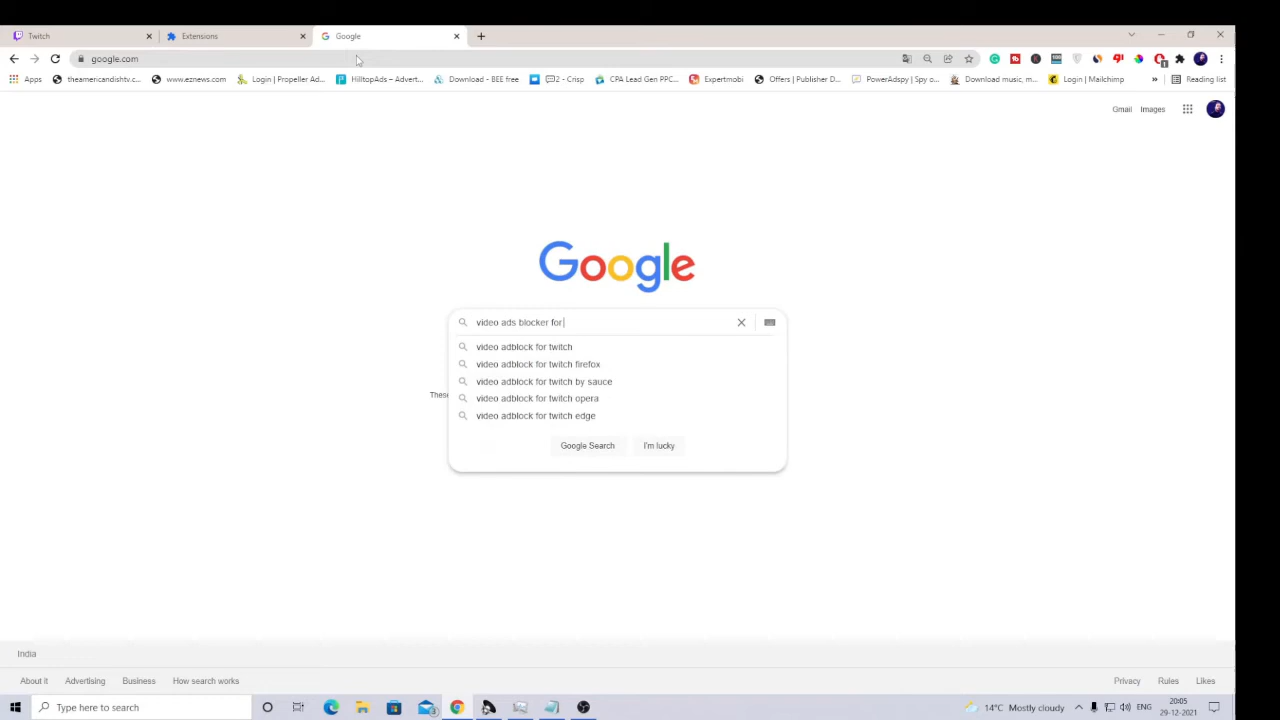 Twitch
Extensions
Google
google.com
Apps
theamericandishtv.c...
www.eznews.com
Login | Propeller Ad...
HilltopAds – Advert...
Download - BEE free
2 - Crisp
CPA Lead Gen PPC...
Expertmobi
Offers | Publisher D...
PowerAdspy | Spy o...
Download music, m...
Login | Mailchimp
»
Reading list
Gmail
Images
Google
video ads blocker for
video adblock for twitch
video adblock for twitch firefox
video adblock for twitch by sauce
These
video adblock for twitch opera
video adblock for twitch edge
Google Search
I'm lucky
India
About it
Advertising
Business
How search works
Privacy
Rules
Likes
Type here to search
14°C Mostly cloudy
ENG
20:05
29-12-2021